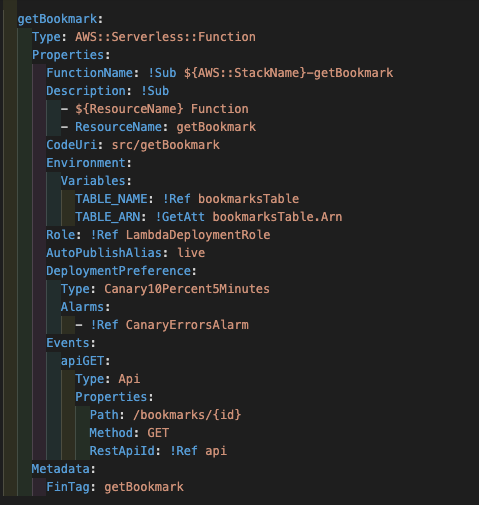 getBookmark:
Type: AWS::Serverless::Function
Properties:
FunctionName: !Sub ${AWS::StackName}-getBookmark
Description: !Sub
- ${ResourceName} Function
- ResourceName: getBookmark
CodeUri: src/getBookmark
Environment:
Variables:
TABLE_NAME: !Ref bookmarksTable
TABLE_ARN: !GetAtt bookmarksTable.Arn
Role: !Ref LambdaDeploymentRole
AutoPublishAlias: live
DeploymentPreference:
Type: Canary10Percent5Minutes
Alarms:
- !Ref CanaryErrorsAlarm
Events:
apiGET:
Type: Api
Properties:
Path: /bookmarks/{id}
Method: GET
RestApiId: !Ref api
Metadata:
FinTag: getBookmark